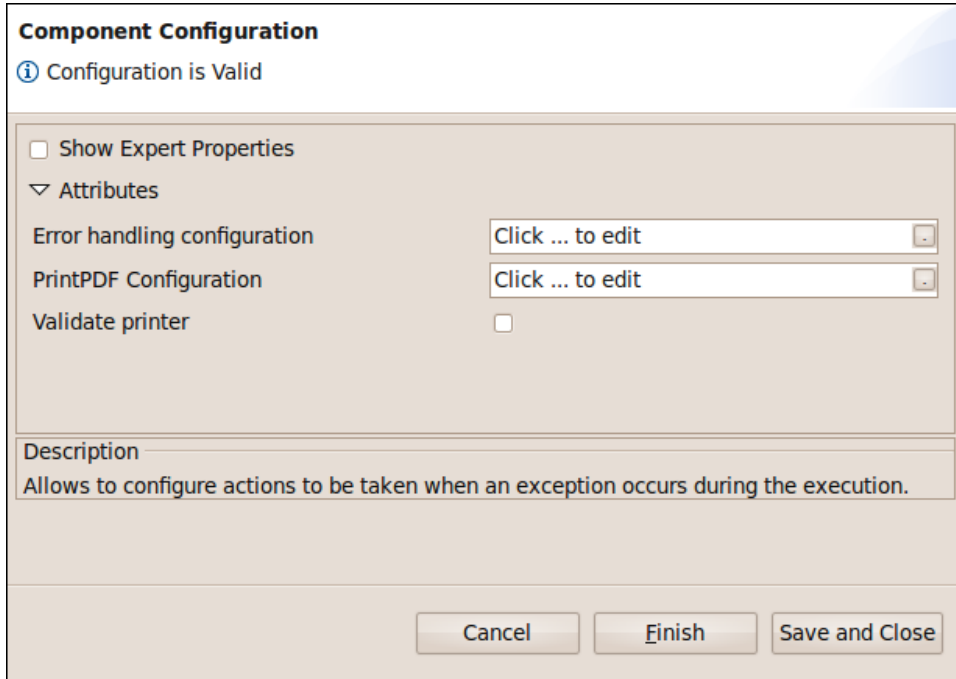 Component Configuration
Configuration is Valid
Show Expert Properties
Attributes
Error handling configuration Click ... to edit .
PrintPDF Configuration Click ... to edit .
Validate printer
Description
Allows to configure actions to be taken when an exception occurs during the execution.
Cancel Finish Save and Close